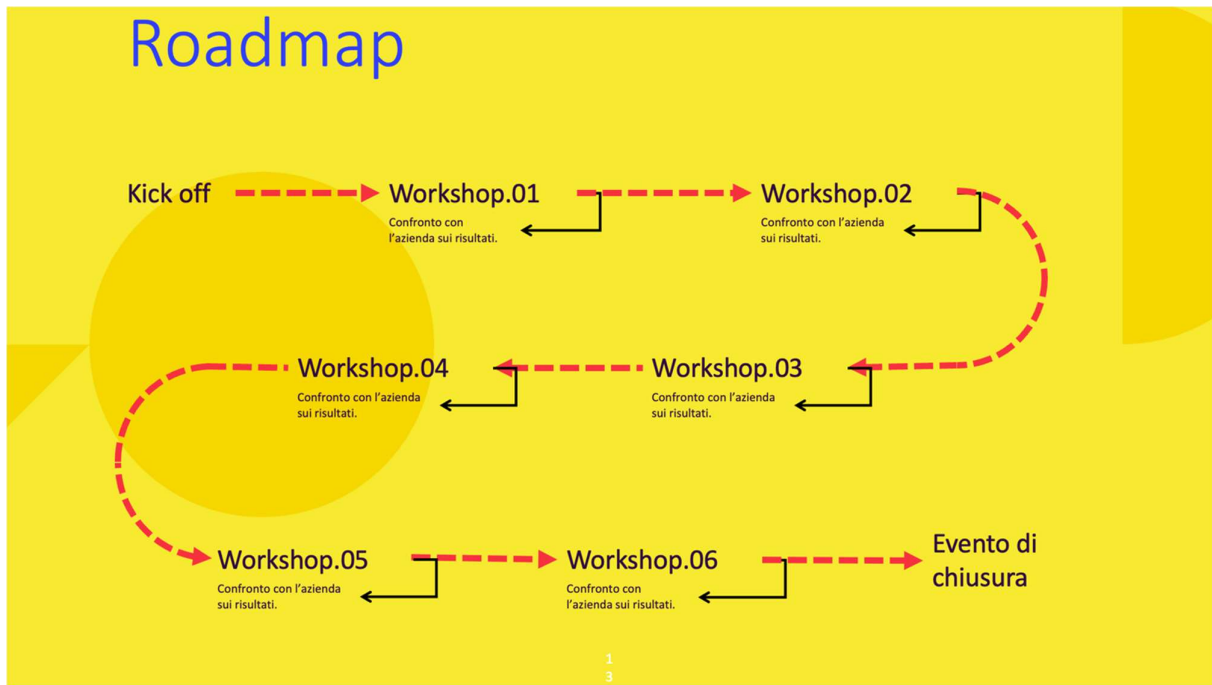 Roadmap
Kick off
Workshop.01
Confronto con
l’azienda sui risultati.
Workshop.02
Confronto con l’azienda
sui risultati.
Workshop.03
Confronto con l’azienda
sui risultati.
Workshop.04
Confronto con l’azienda
sui risultati.
Workshop.05
Confronto con l’azienda
sui risultati.
Workshop.06
Confronto con
l’azienda sui risultati.
Evento di
chiusura
1
3